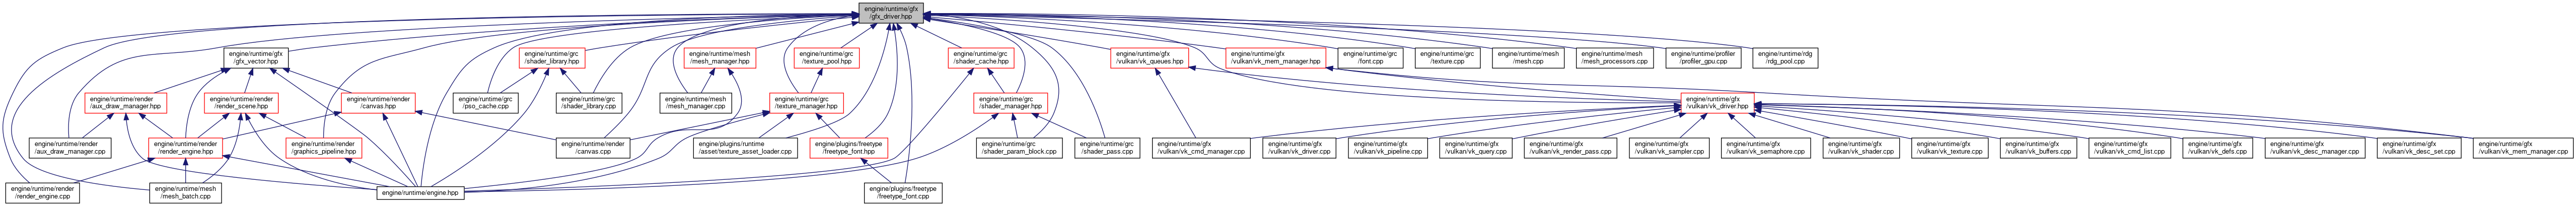 engine/runtime/gfx
/gfx_driver.hpp
engine/runtime/gfx
/gfx_vector.hpp
engine/runtime/grc
/shader_library.hpp
engine/runtime/mesh
/mesh_manager.hpp
engine/runtime/grc
/texture_pool.hpp
engine/runtime/grc
/shader_cache.hpp
engine/runtime/gfx
/vulkan/vk_queues.hpp
engine/runtime/gfx
/vulkan/vk_mem_manager.hpp
engine/runtime/grc
/font.cpp
engine/runtime/grc
/texture.cpp
engine/runtime/mesh
/mesh.cpp
engine/runtime/mesh
/mesh_processors.cpp
engine/runtime/profiler
/profiler_gpu.cpp
engine/runtime/rdg
/rdg_pool.cpp
engine/runtime/render
/aux_draw_manager.hpp
engine/runtime/render
/render_scene.hpp
engine/runtime/render
/canvas.hpp
engine/runtime/grc
/pso_cache.cpp
engine/runtime/grc
/shader_library.cpp
engine/runtime/mesh
/mesh_manager.cpp
engine/runtime/grc
/texture_manager.hpp
engine/runtime/grc
/shader_manager.hpp
engine/runtime/gfx
/vulkan/vk_driver.hpp
engine/runtime/render
/aux_draw_manager.cpp
engine/runtime/render
/render_engine.hpp
engine/runtime/render
/graphics_pipeline.hpp
engine/runtime/render
/canvas.cpp
engine/plugins/runtime
asset/texture_asset_loader.cpp
engine/plugins/freetype
/freetype_font.hpp
engine/runtime/grc
/shader_param_block.cpp
engine/runtime/grc
/shader_pass.cpp
engine/runtime/gfx
/vulkan/vk_cmd_manager.cpp
engine/runtime/gfx
/vulkan/vk_driver.cpp
engine/runtime/gfx
/vulkan/vk_pipeline.cpp
engine/runtime/gfx
/vulkan/vk_query.cpp
engine/runtime/gfx
/vulkan/vk_render_pass.cpp
engine/runtime/gfx
/vulkan/vk_sampler.cpp
engine/runtime/gfx
/vulkan/vk_semaphore.cpp
engine/runtime/gfx
/vulkan/vk_shader.cpp
engine/runtime/gfx
/vulkan/vk_texture.cpp
engine/runtime/gfx
/vulkan/vk_buffers.cpp
engine/runtime/gfx
/vulkan/vk_cmd_list.cpp
engine/runtime/gfx
/vulkan/vk_defs.cpp
engine/runtime/gfx
/vulkan/vk_desc_manager.cpp
engine/runtime/gfx
/vulkan/vk_desc_set.cpp
engine/runtime/gfx
/vulkan/vk_mem_manager.cpp
engine/runtime/render
/render_engine.cpp
engine/runtime/mesh
/mesh_batch.cpp
engine/runtime/engine.hpp
engine/plugins/freetype
/freetype_font.cpp